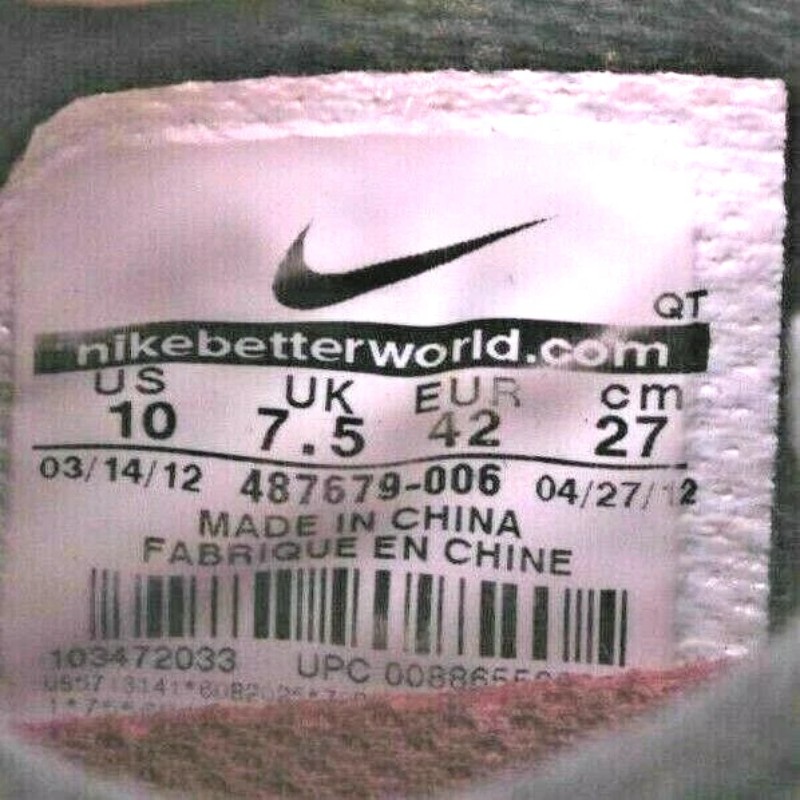 QT
nikebetterworld.com
US UK EUR cm
10 7.5 42 27
03/14/12 487679-006 04/27/12
MADE IN CHINA
FABRIQUE EN CHINE
103472033 UPC 00886550